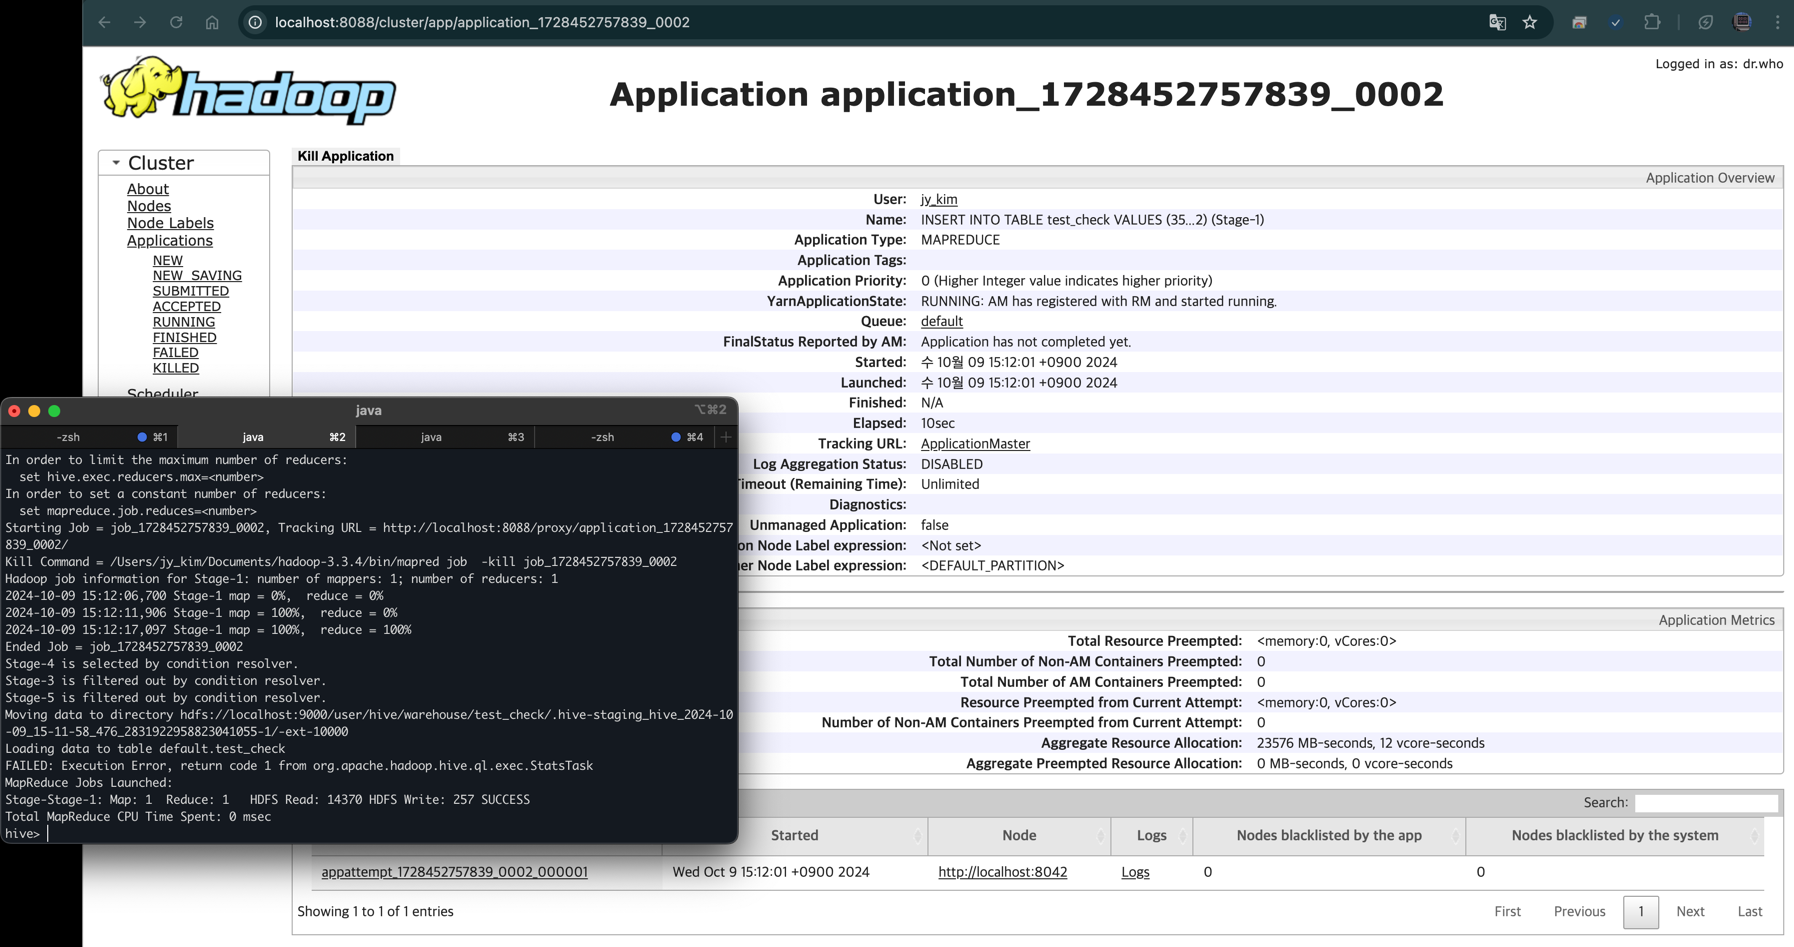 localhost:8088/cluster/app/application_1728452757839_0002
Logged in as: dr.who
hadoop
Application application_1728452757839_0002
Cluster
About
Nodes
Node Labels
Applications
NEW
NEW_SAVING
SUBMITTED
ACCEPTED
RUNNING
FINISHED
FAILED
KILLED
Scheduler
Kill Application
Application Overview
User: jy_kim
Name: INSERT INTO TABLE test_check VALUES (35...2) (Stage-1)
Application Type: MAPREDUCE
Application Tags:
Application Priority: 0 (Higher Integer value indicates higher priority)
YarnApplicationState: RUNNING: AM has registered with RM and started running.
Queue: default
FinalStatus Reported by AM: Application has not completed yet.
Started: 수 10월 09 15:12:01 +0900 2024
Launched: 수 10월 09 15:12:01 +0900 2024
Finished: N/A
Elapsed: 10sec
Tracking URL: ApplicationMaster
Log Aggregation Status: DISABLED
Timeout (Remaining Time): Unlimited
Diagnostics:
Unmanaged Application: false
Node Label expression: <Not set>
Node Label expression: <DEFAULT_PARTITION>
Application Metrics
Total Resource Preempted: <memory:0, vCores:0>
Total Number of Non-AM Containers Preempted: 0
Total Number of AM Containers Preempted: 0
Resource Preempted from Current Attempt: <memory:0, vCores:0>
Number of Non-AM Containers Preempted from Current Attempt: 0
Aggregate Resource Allocation: 23576 MB-seconds, 12 vcore-seconds
Aggregate Preempted Resource Allocation: 0 MB-seconds, 0 vcore-seconds
Search:
Started Node Logs Nodes blacklisted by the app Nodes blacklisted by the system
appattempt_1728452757839_0002_000001 Wed Oct 9 15:12:01 +0900 2024 http://localhost:8042 Logs 0 0
Showing 1 to 1 of 1 entries
First Previous 1 Next Last
java ⌥⌘2
-zsh ⌘1 java ⌘2 java ⌘3 -zsh ⌘4 +
In order to limit the maximum number of reducers:
set hive.exec.reducers.max=<number>
In order to set a constant number of reducers:
set mapreduce.job.reduces=<number>
Starting Job = job_1728452757839_0002, Tracking URL = http://localhost:8088/proxy/application_1728452757
839_0002/
Kill Command = /Users/jy_kim/Documents/hadoop-3.3.4/bin/mapred job  -kill job_1728452757839_0002
Hadoop job information for Stage-1: number of mappers: 1; number of reducers: 1
2024-10-09 15:12:06,700 Stage-1 map = 0%,  reduce = 0%
2024-10-09 15:12:11,906 Stage-1 map = 100%,  reduce = 0%
2024-10-09 15:12:17,097 Stage-1 map = 100%,  reduce = 100%
Ended Job = job_1728452757839_0002
Stage-4 is selected by condition resolver.
Stage-3 is filtered out by condition resolver.
Stage-5 is filtered out by condition resolver.
Moving data to directory hdfs://localhost:9000/user/hive/warehouse/test_check/.hive-staging_hive_2024-10
-09_15-11-58_476_2831922958823041055-1/-ext-10000
Loading data to table default.test_check
FAILED: Execution Error, return code 1 from org.apache.hadoop.hive.ql.exec.StatsTask
MapReduce Jobs Launched:
Stage-Stage-1: Map: 1  Reduce: 1   HDFS Read: 14370 HDFS Write: 257 SUCCESS
Total MapReduce CPU Time Spent: 0 msec
hive>